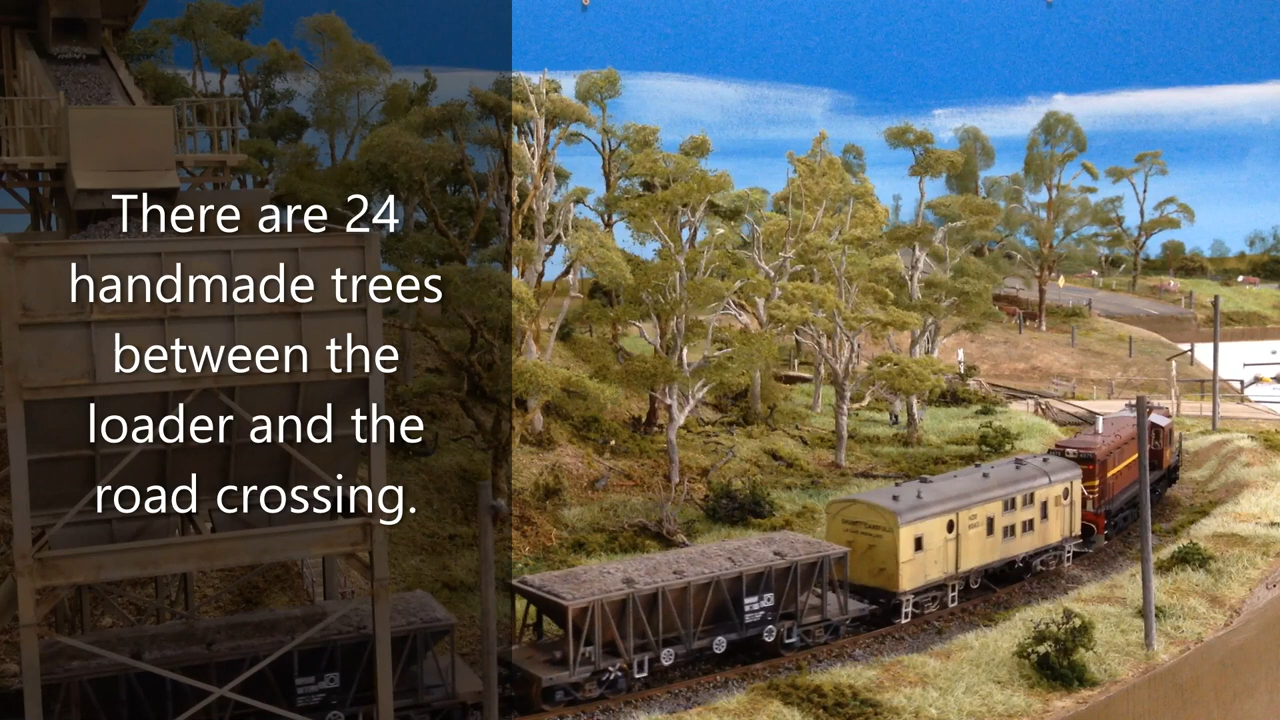 There are 24
handmade trees
between the
loader and the
road crossing.